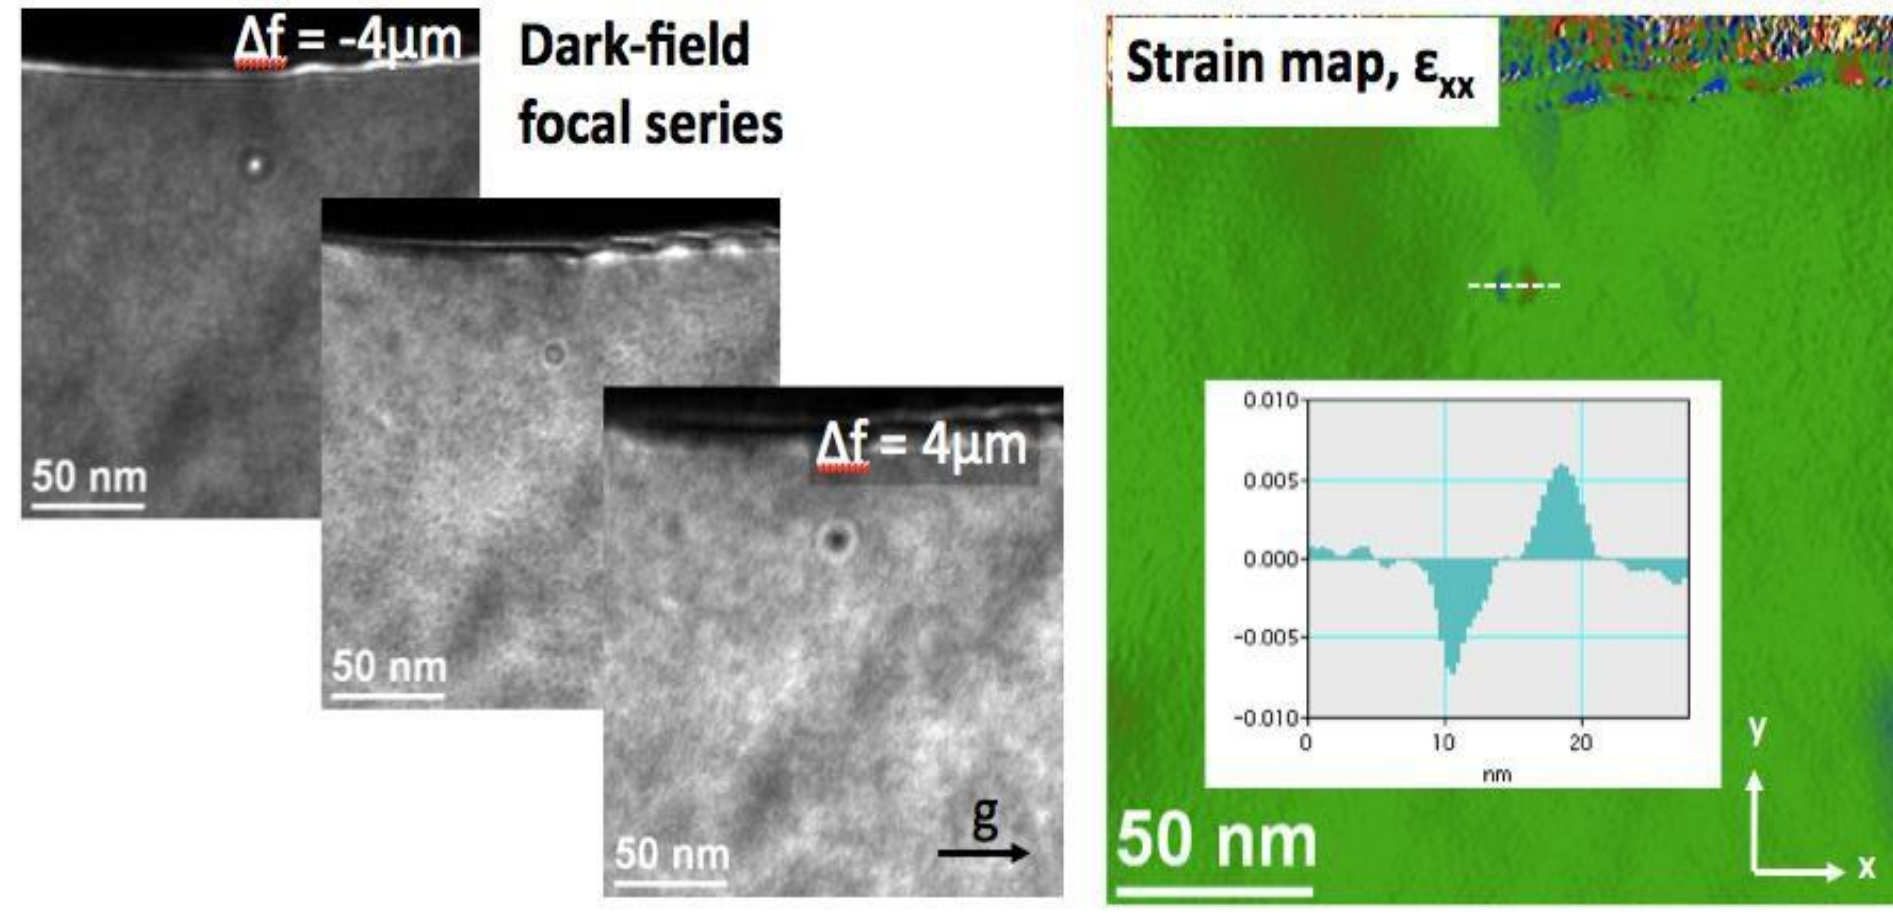 Δf = -4μm
50 nm
Dark-field
focal series
50 nm
Δf = 4μm
g
50 nm
Strain map, εxx
0.010
0.005
0.000
-0.005
-0.010
0 10 20
nm
50 nm
y
x